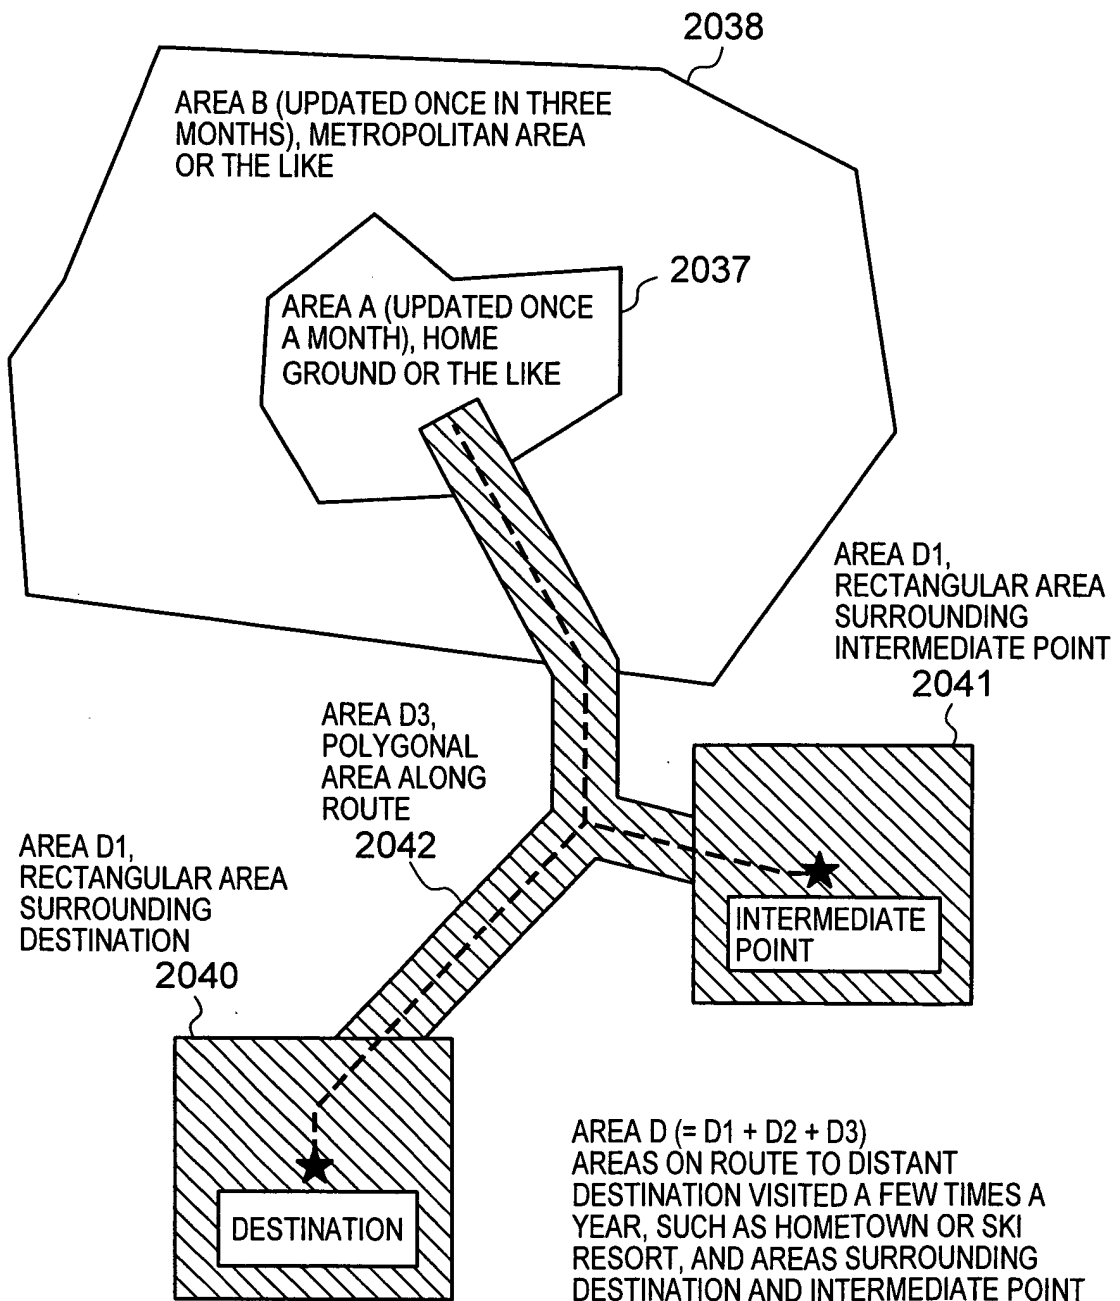 2038
AREA B (UPDATED ONCE IN THREE
MONTHS), METROPOLITAN AREA
OR THE LIKE
2037
AREA A (UPDATED ONCE
A MONTH), HOME
GROUND OR THE LIKE
AREA D1,
RECTANGULAR AREA
SURROUNDING
INTERMEDIATE POINT
2041
AREA D3,
POLYGONAL
AREA ALONG
ROUTE
2042
AREA D1,
RECTANGULAR AREA
SURROUNDING
DESTINATION
2040
INTERMEDIATE
POINT
DESTINATION
AREA D (= D1 + D2 + D3)
AREAS ON ROUTE TO DISTANT
DESTINATION VISITED A FEW TIMES A
YEAR, SUCH AS HOMETOWN OR SKI
RESORT, AND AREAS SURROUNDING
DESTINATION AND INTERMEDIATE POINT